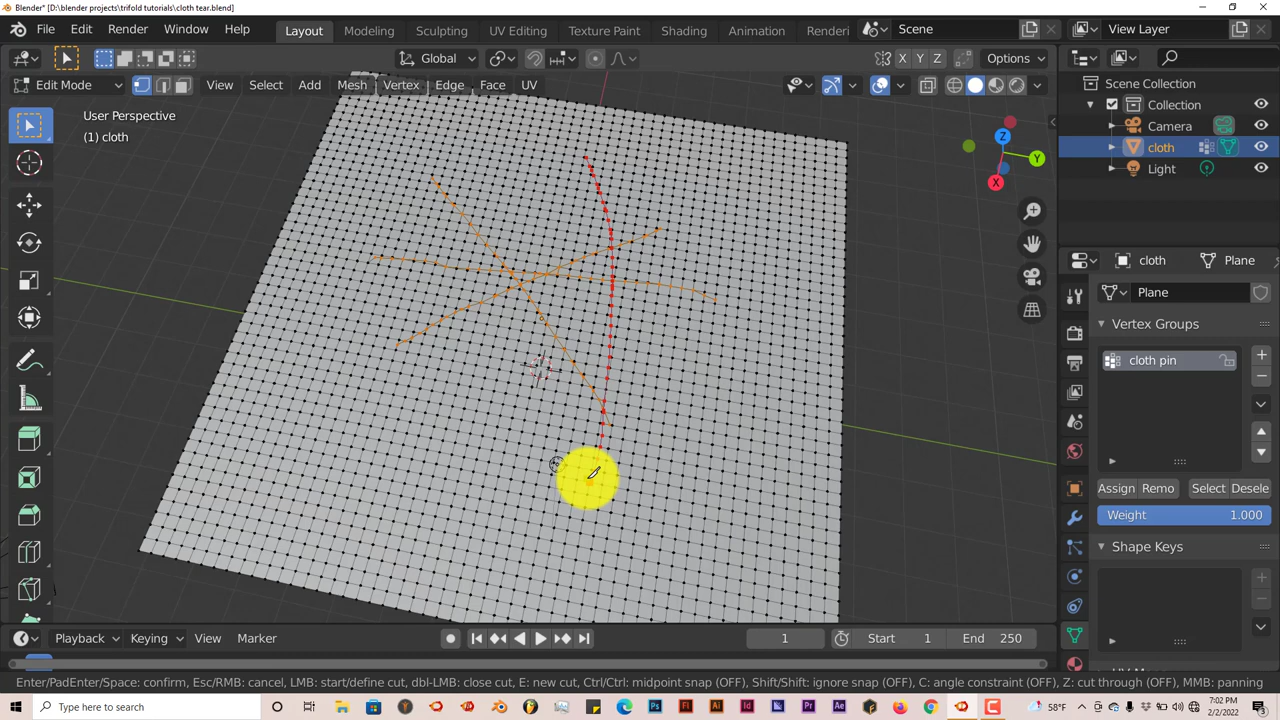 Blender* [D:\blender projects\trifold tutorials\cloth tear.blend]
File Edit Render Window Help Layout Modeling Sculpting UV Editing Texture Paint Shading Animation Renderi Scene View Layer
Global X Y Z Options
Edit Mode View Select Add Mesh Vertex Edge Face UV
User Perspective
(1) cloth
Z
Y
X
Scene Collection
Collection
Camera
cloth
Light
cloth Plane
Plane
Vertex Groups
cloth pin
Assign Remo Select Desele
Weight 1.000
Shape Keys
Playback Keying View Marker 1 Start 1 End 250
Enter/PadEnter/Space: confirm, Esc/RMB: cancel, LMB: start/define cut, dbl-LMB: close cut, E: new cut, Ctrl/Ctrl: midpoint snap (OFF), Shift/Shift: ignore snap (OFF), C: angle constraint (OFF), Z: cut through (OFF), MMB: panning
Type here to search Ps Fl Ai Id Pr Ae 58°F 7:02 PM
2/2/2022